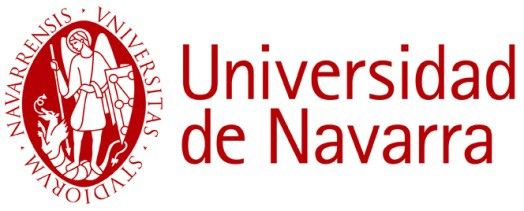 VNIVERSITAS · STVDIORVM · NAVARRENSIS ·
Universidad
de Navarra